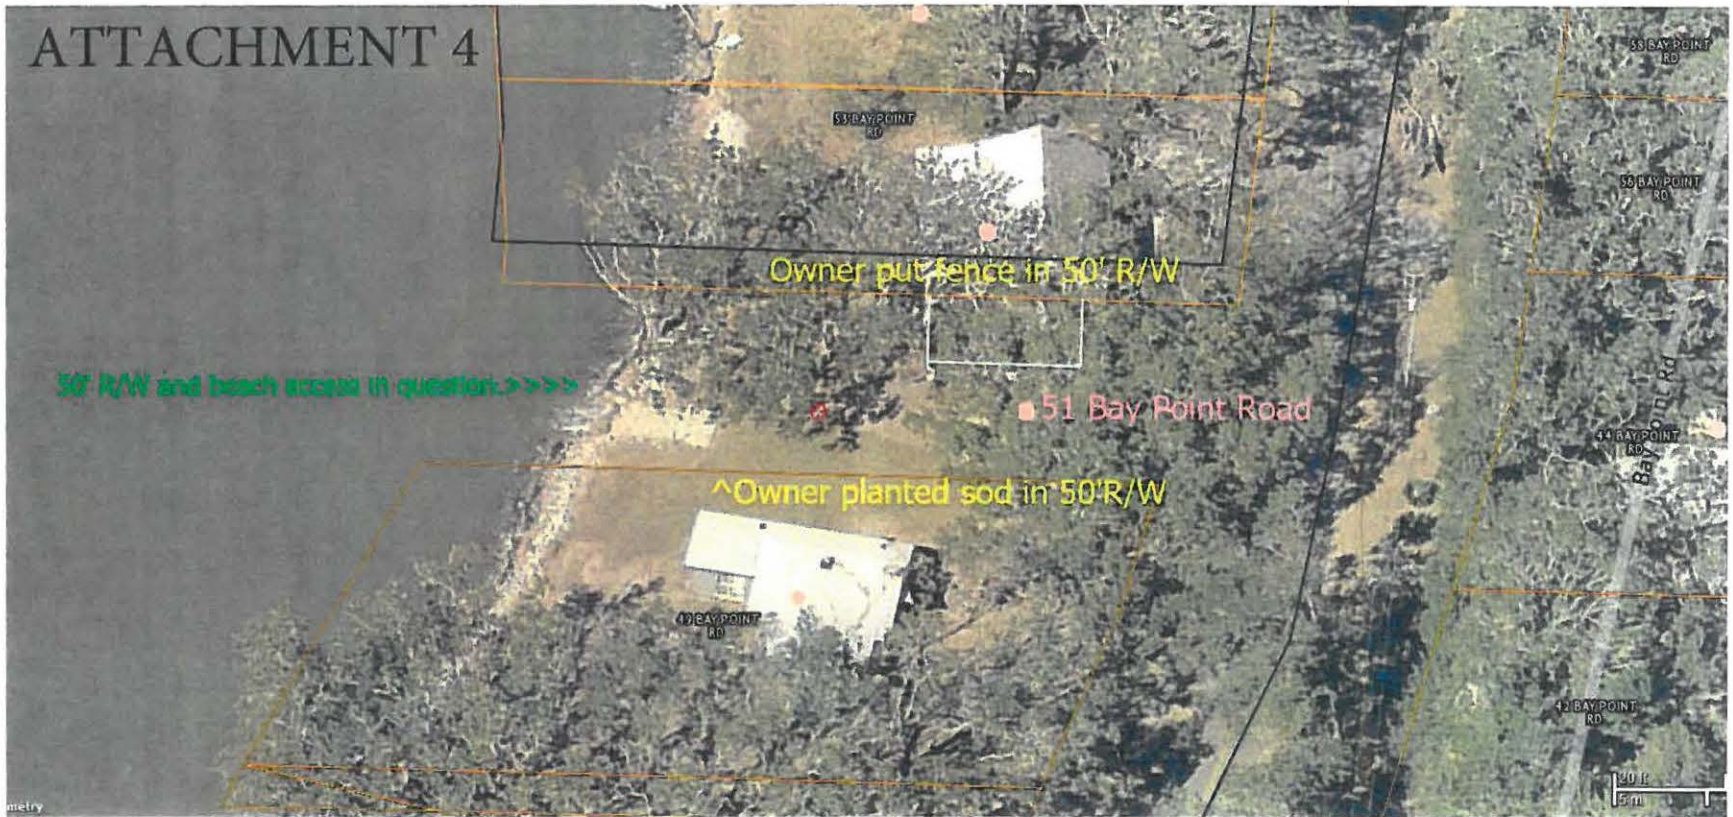 ATTACHMENT 4
58 BAY POINT
RD
53 BAY POINT
RD
56 BAY POINT
RD
Owner put fence in 50' R/W
50' R/W and beach access in question.>>>>
51 Bay Point Road
44 BAY POINT
RD
Bay Point Rd
^Owner planted sod in 50'R/W
49 BAY POINT
RD
42 BAY POINT
RD
20 ft
5 m
metry